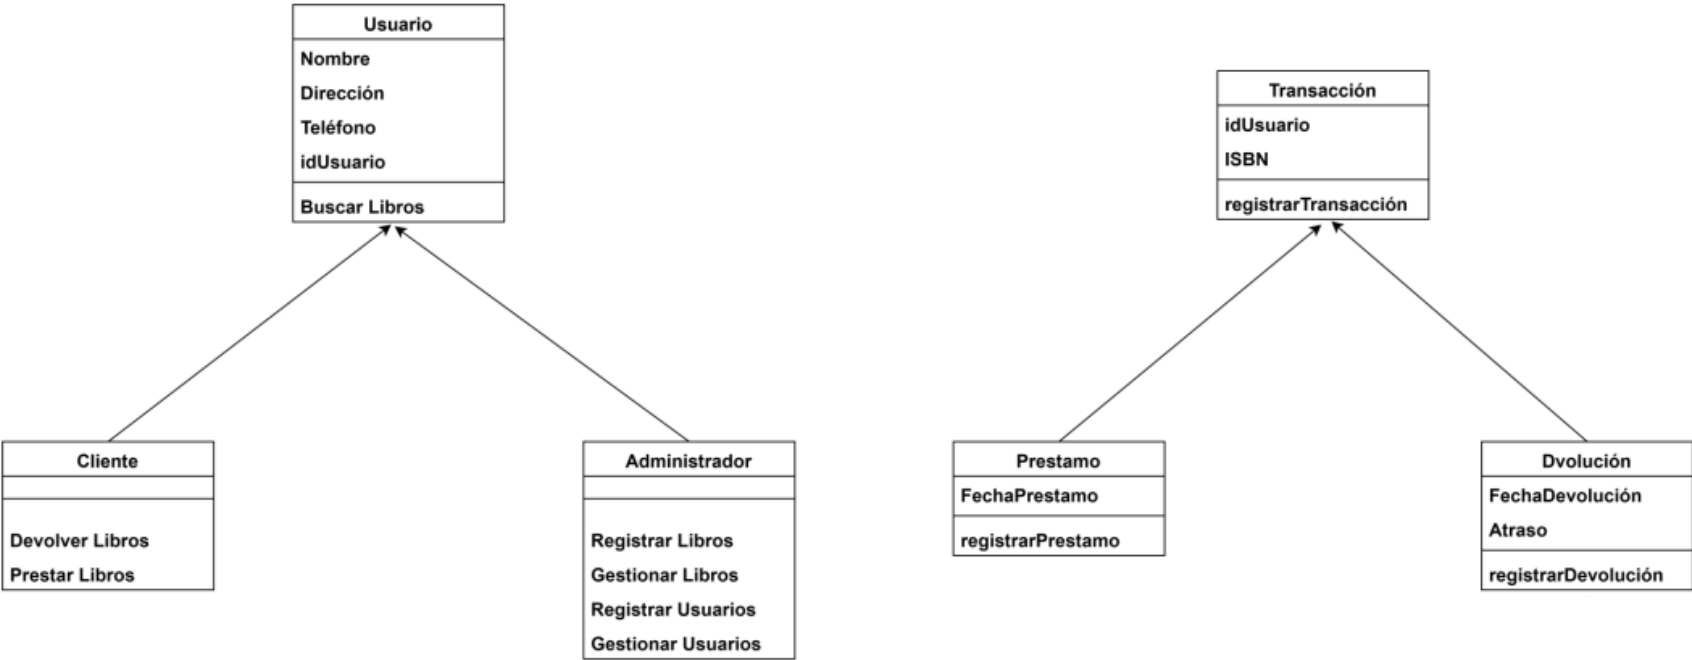 Usuario
Nombre
Dirección
Teléfono
idUsuario
Buscar Libros
Cliente
Devolver Libros
Prestar Libros
Administrador
Registrar Libros
Gestionar Libros
Registrar Usuarios
Gestionar Usuarios
Transacción
idUsuario
ISBN
registrarTransacción
Prestamo
FechaPrestamo
registrarPrestamo
Dvolución
FechaDevolución
Atraso
registrarDevolución